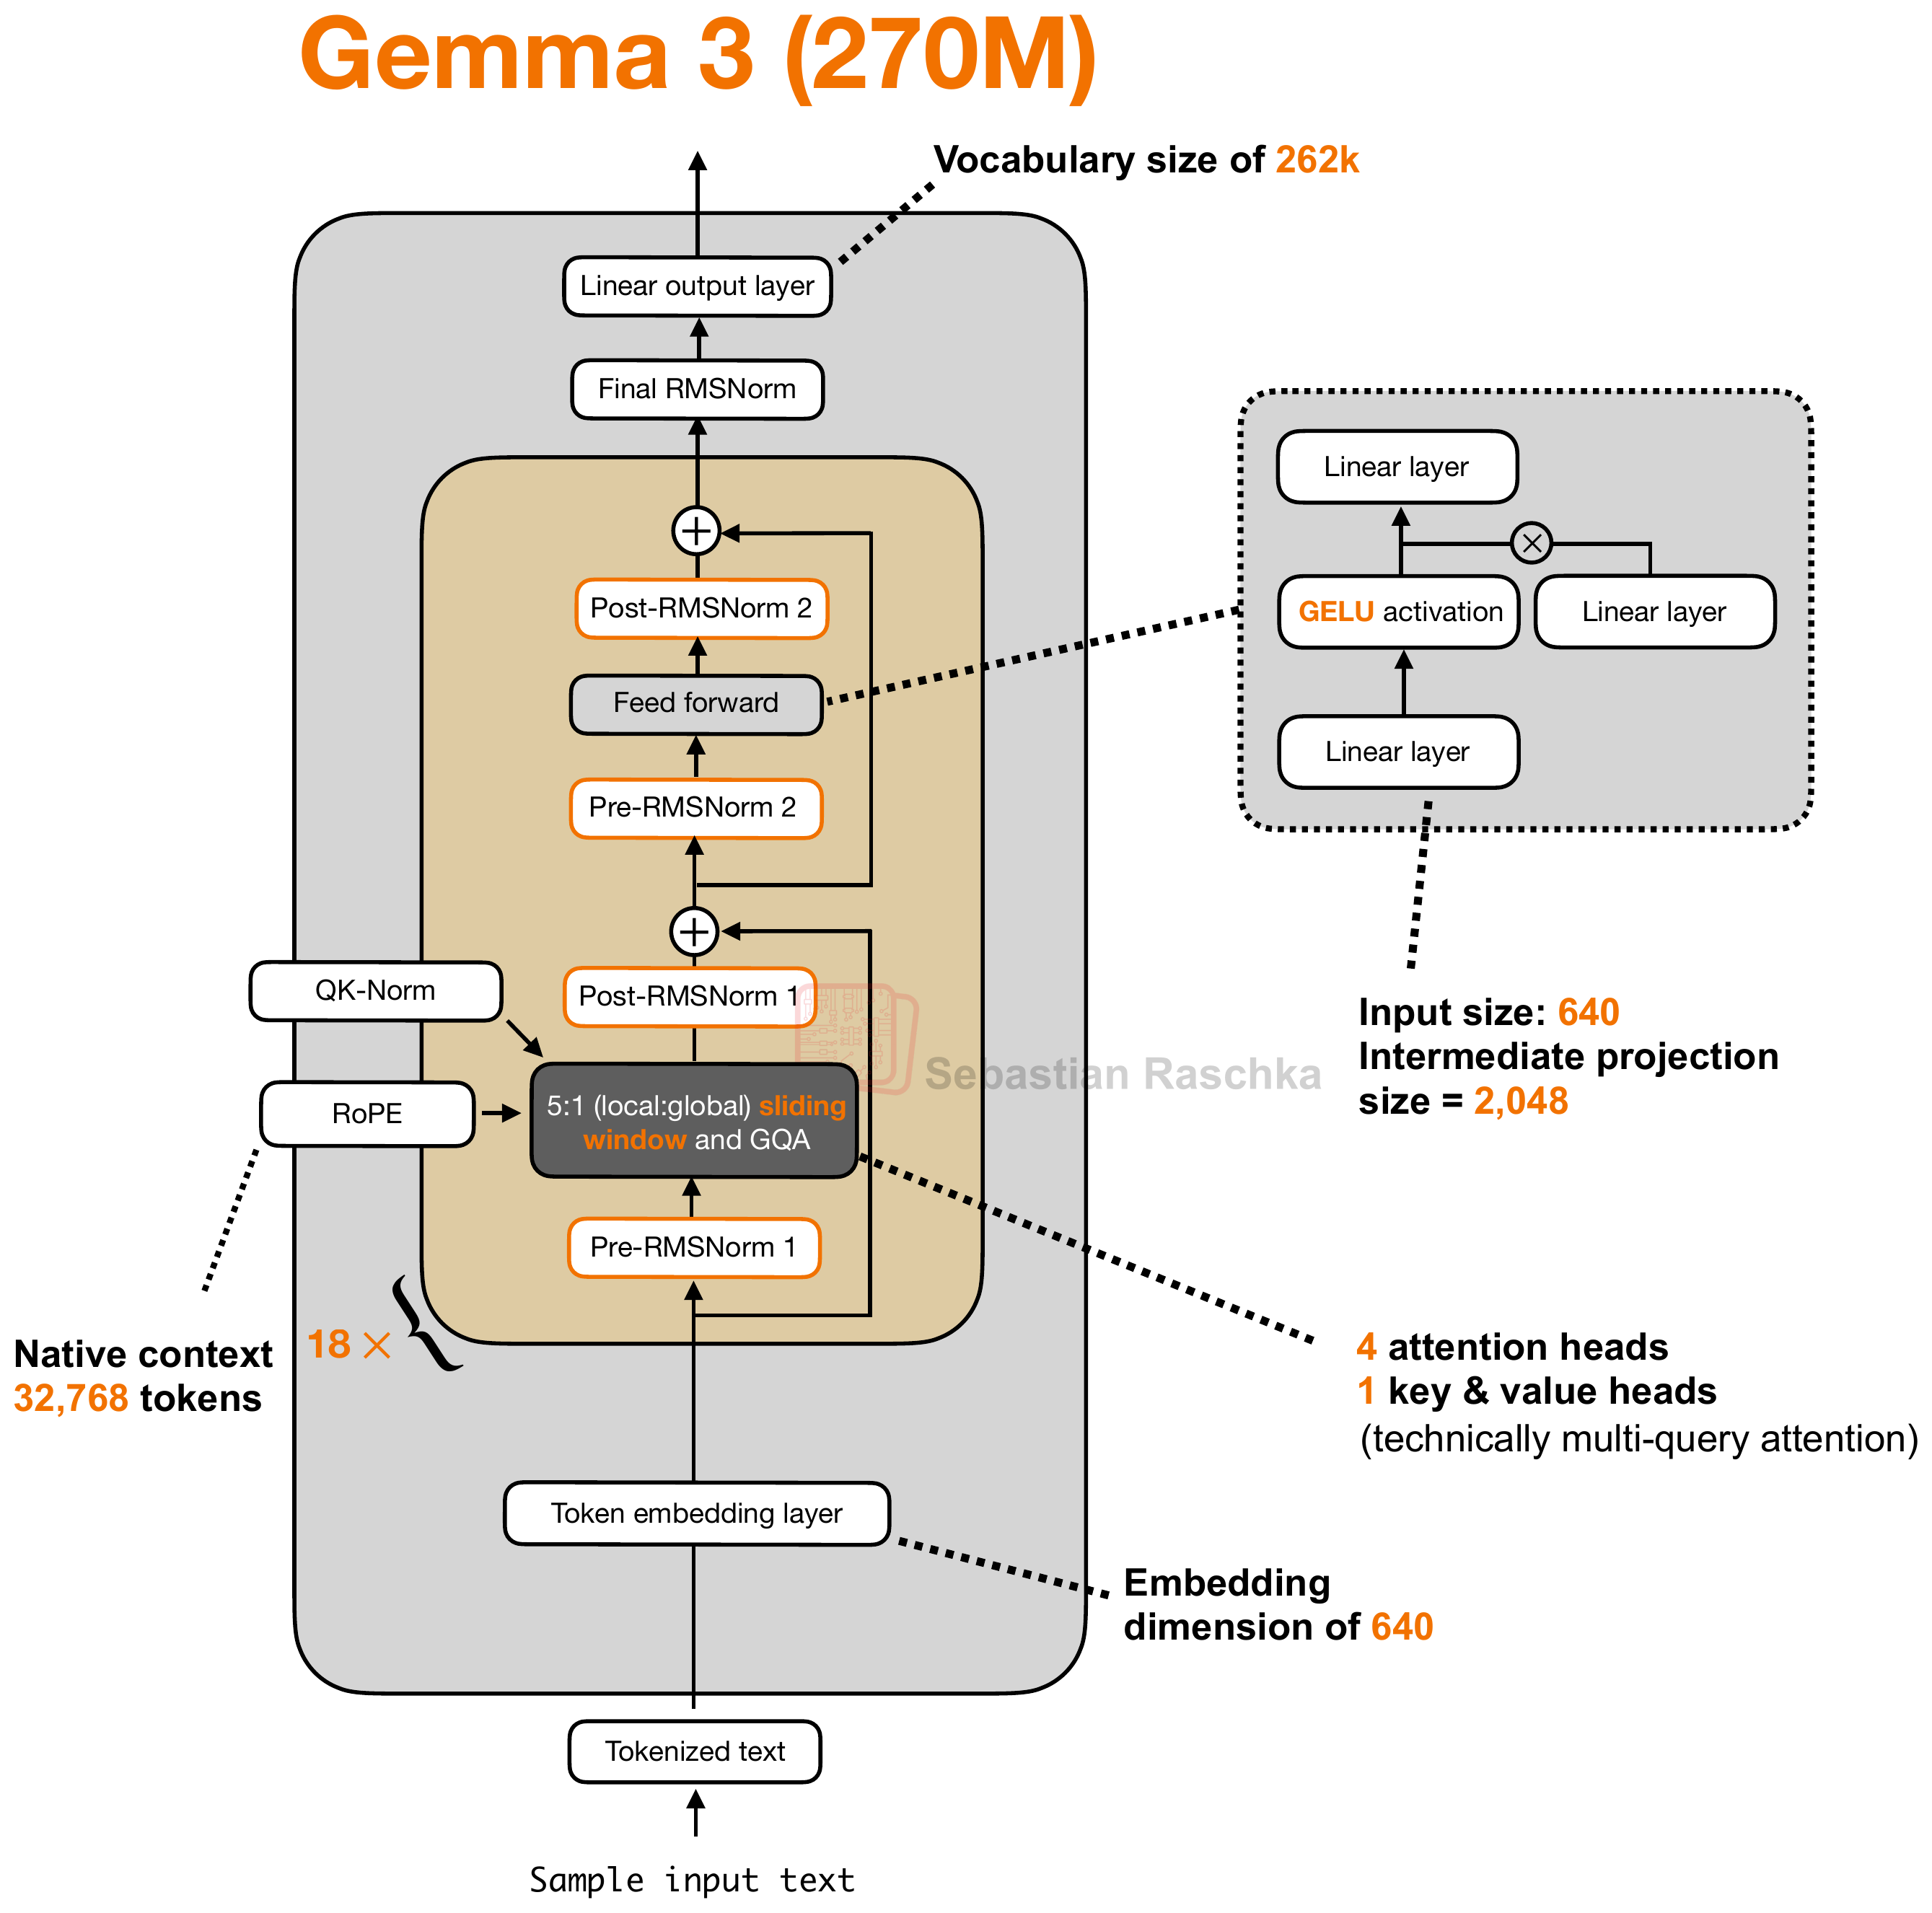 Gemma 3 (270M)
Vocabulary size of 262k
Linear output layer
Final RMSNorm
Post-RMSNorm 2
Feed forward
Pre-RMSNorm 2
Linear layer
GELU activation
Linear layer
Linear layer
Input size: 640
Intermediate projection
size = 2,048
QK-Norm
Post-RMSNorm 1
Sebastian Raschka
RoPE
5:1 (local:global) sliding
window and GQA
Pre-RMSNorm 1
18 ×
Native context
32,768 tokens
4 attention heads
1 key & value heads
(technically multi-query attention)
Token embedding layer
Embedding
dimension of 640
Tokenized text
Sample input text